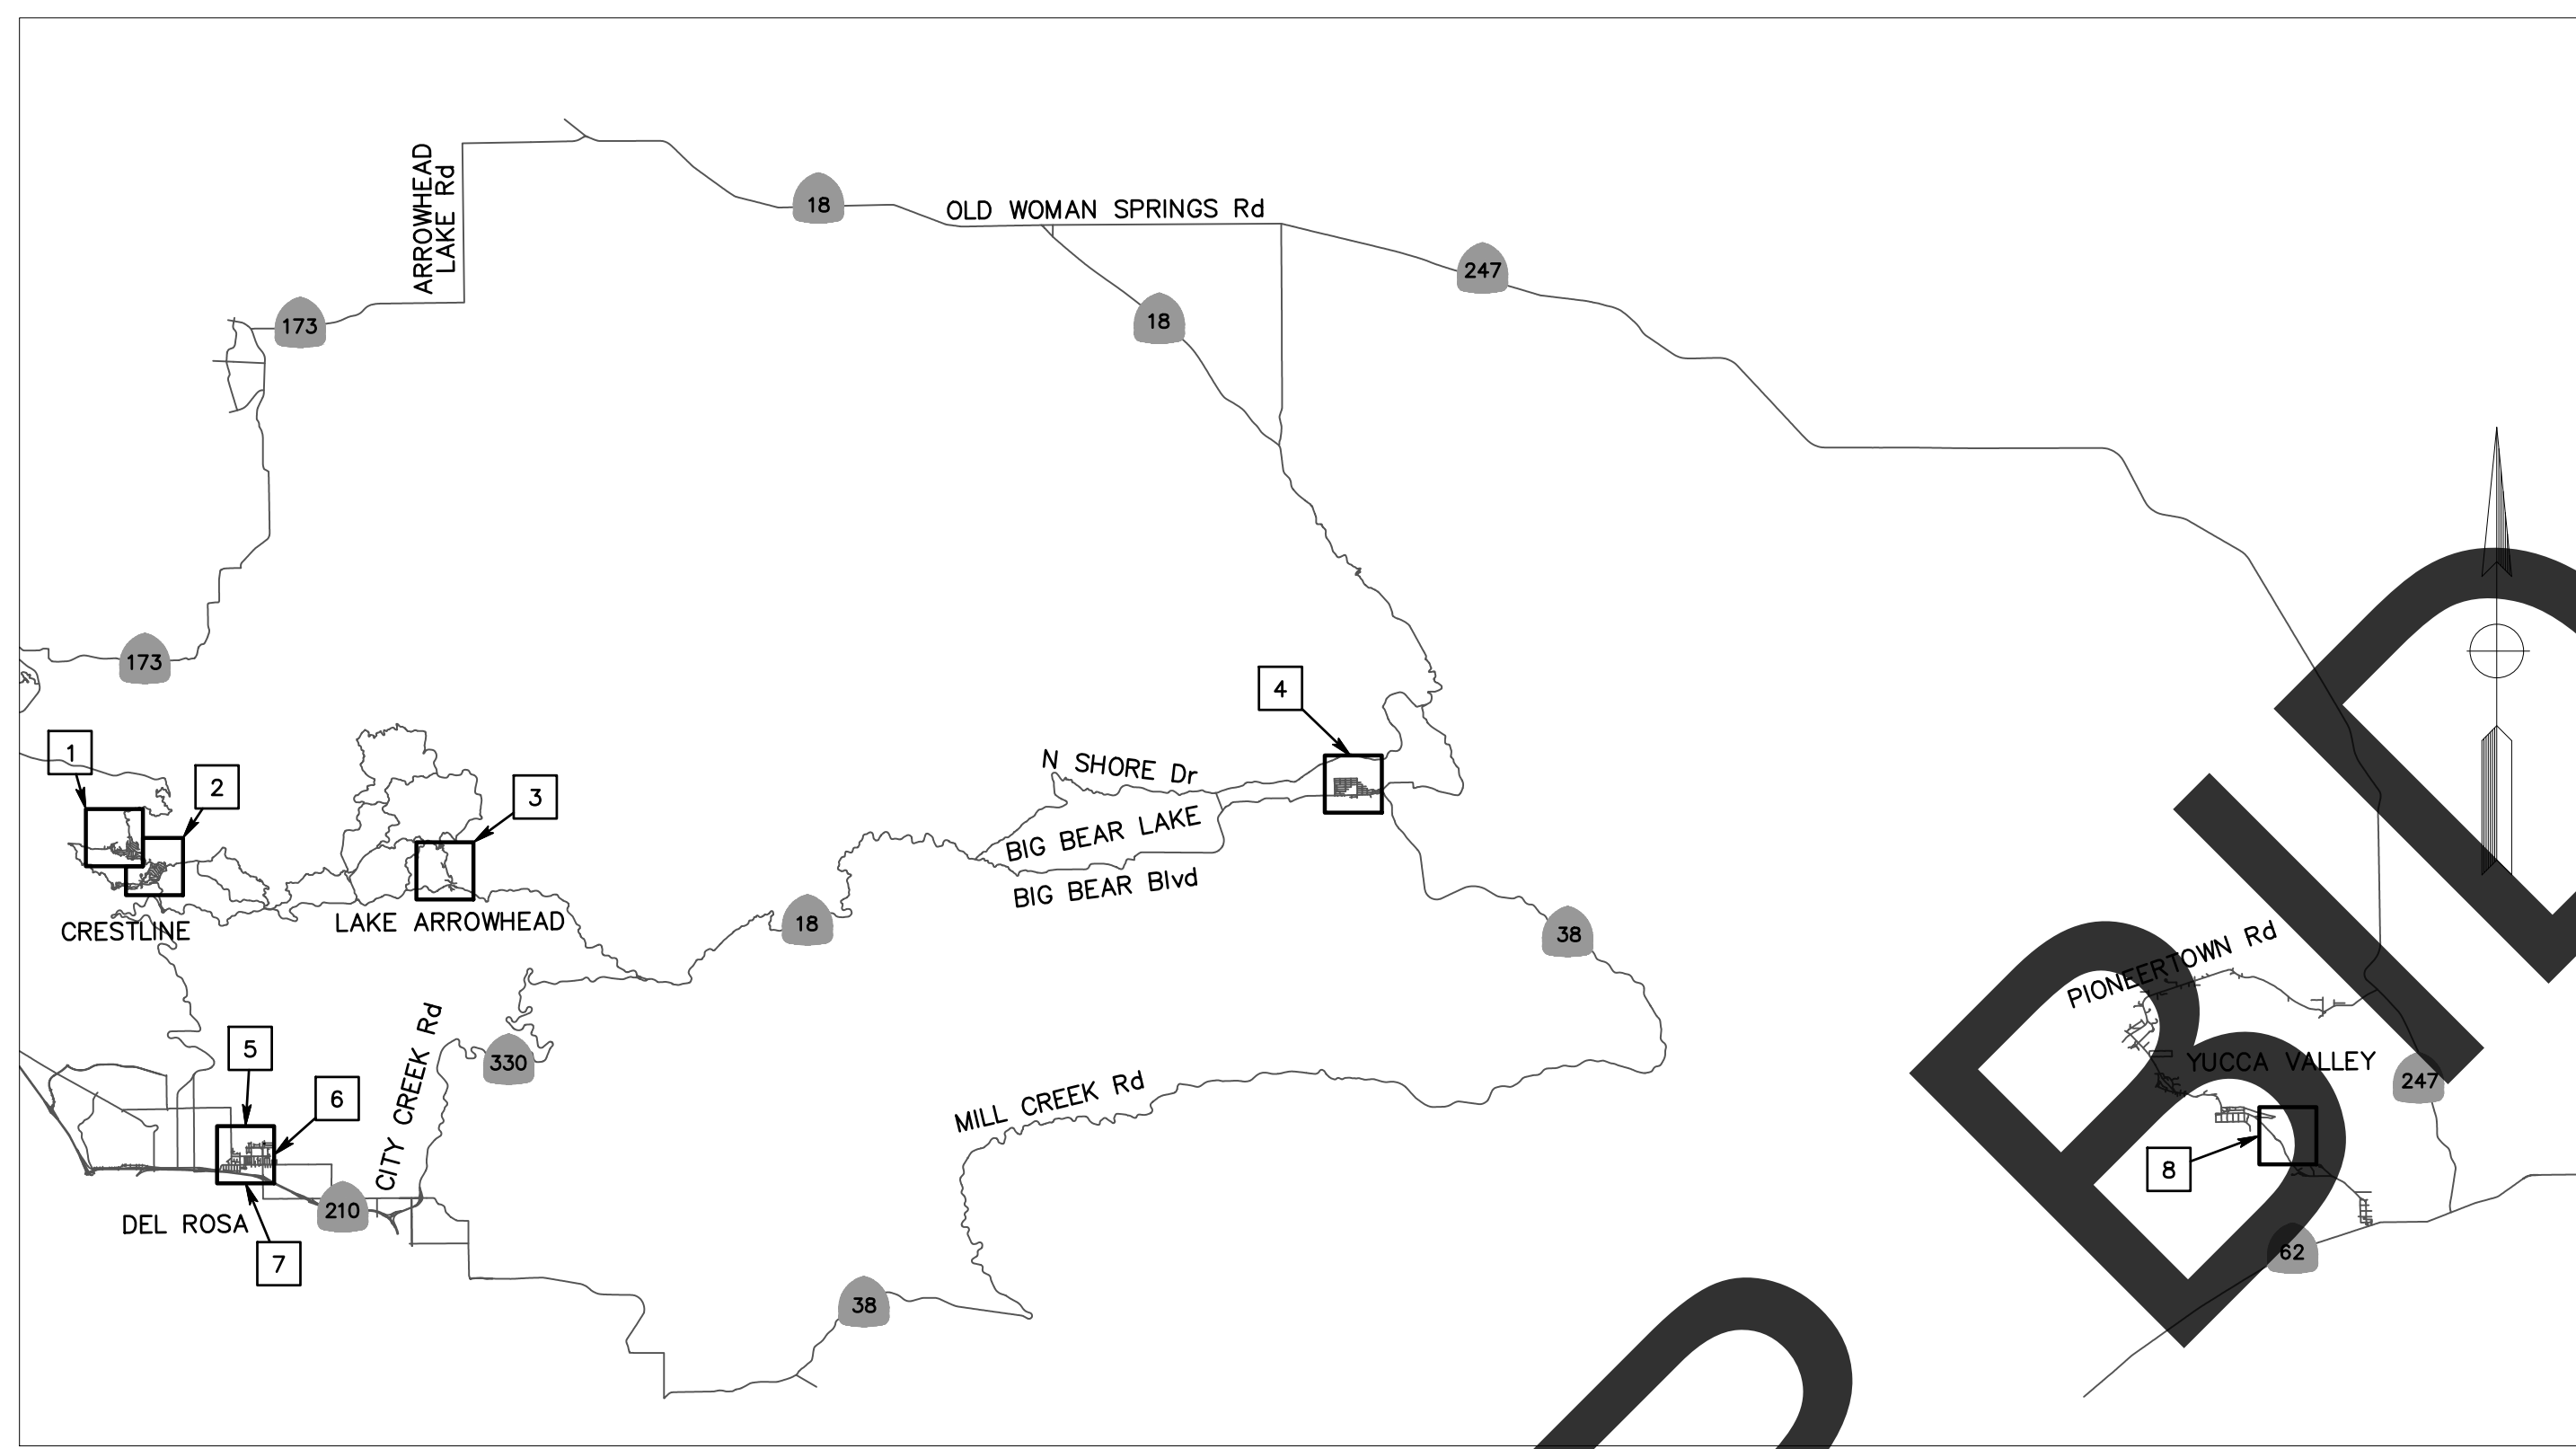 ARROWHEAD
LAKE Rd
18
OLD WOMAN SPRINGS Rd
247
173
18
173
4
1
2
3
N SHORE Dr
BIG BEAR LAKE
BIG BEAR Blvd
CRESTLINE
LAKE ARROWHEAD
18
38
PIONEERTOWN Rd
5
6
CITY CREEK Rd
330
MILL CREEK Rd
YUCCA VALLEY
247
8
DEL ROSA
210
7
38
62
BID